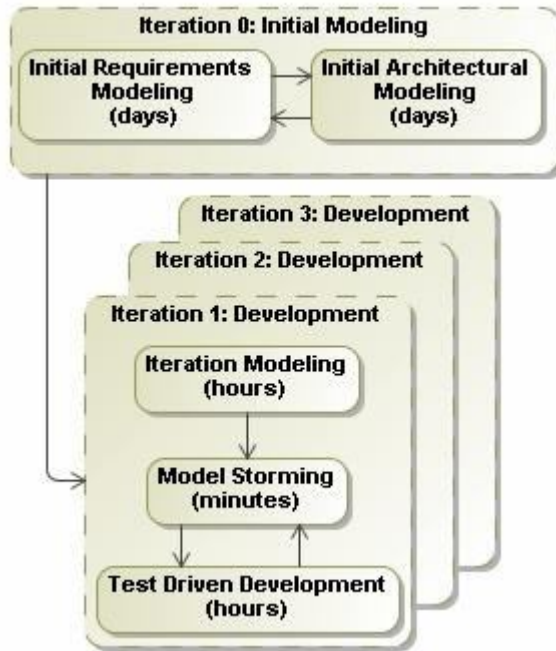 Iteration 0: Initial Modeling
Initial Requirements
Modeling
(days)
Initial Architectural
Modeling
(days)
Iteration 3: Development
Iteration 2: Development
Iteration 1: Development
Iteration Modeling
(hours)
Model Storming
(minutes)
Test Driven Development
(hours)